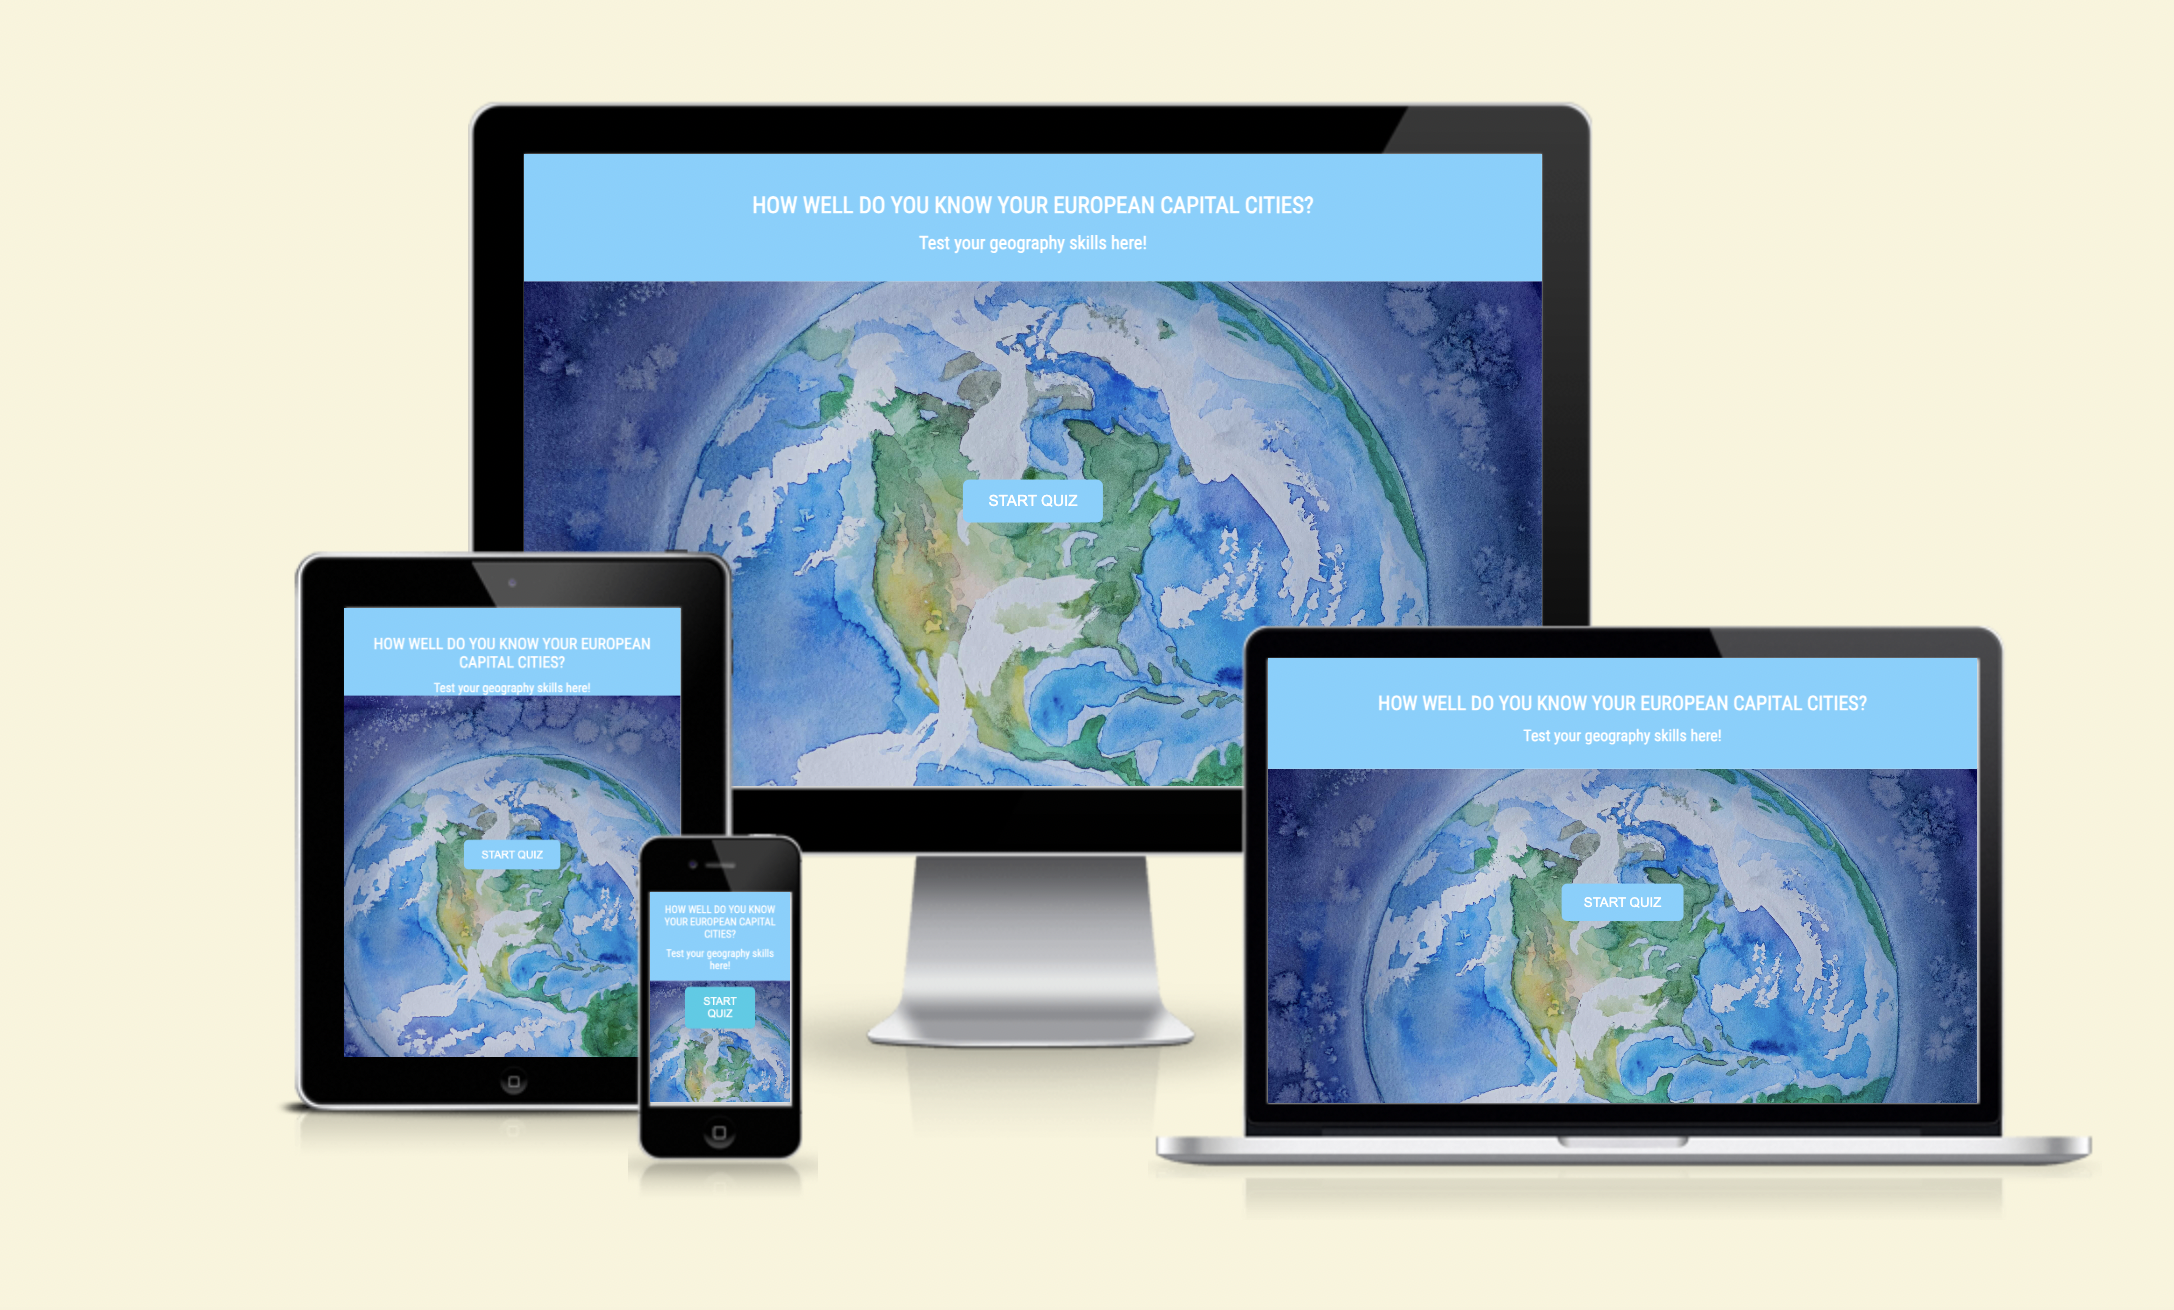 HOW WELL DO YOU KNOW YOUR EUROPEAN CAPITAL CITIES?
Test your geography skills here!
START QUIZ
HOW WELL DO YOU KNOW YOUR EUROPEAN
CAPITAL CITIES?
Test your geography skills here!
START QUIZ
HOW WELL DO YOU KNOW
YOUR EUROPEAN CAPITAL
CITIES?
Test your geography skills
here!
START
QUIZ
HOW WELL DO YOU KNOW YOUR EUROPEAN CAPITAL CITIES?
Test your geography skills here!
START QUIZ